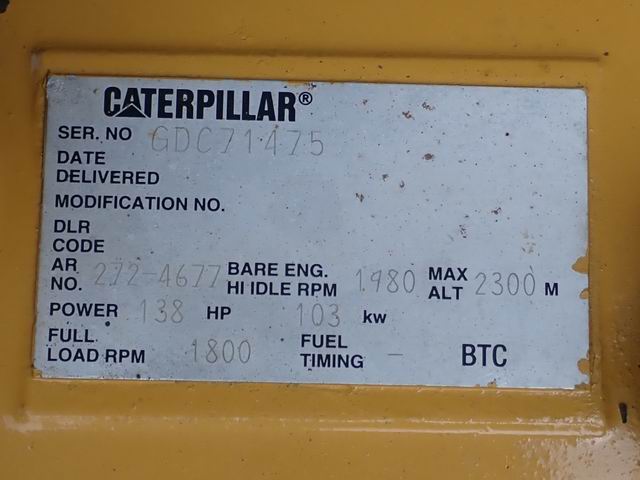 CATERPILLAR®
SER. NO GDC71475
DATE
DELIVERED
MODIFICATION NO.
DLR
CODE
AR NO. 272-4677 BARE ENG. HI IDLE RPM 1980 MAX ALT 2300 M
POWER 138 HP 103 kw
FULL LOAD RPM 1800 FUEL TIMING - BTC